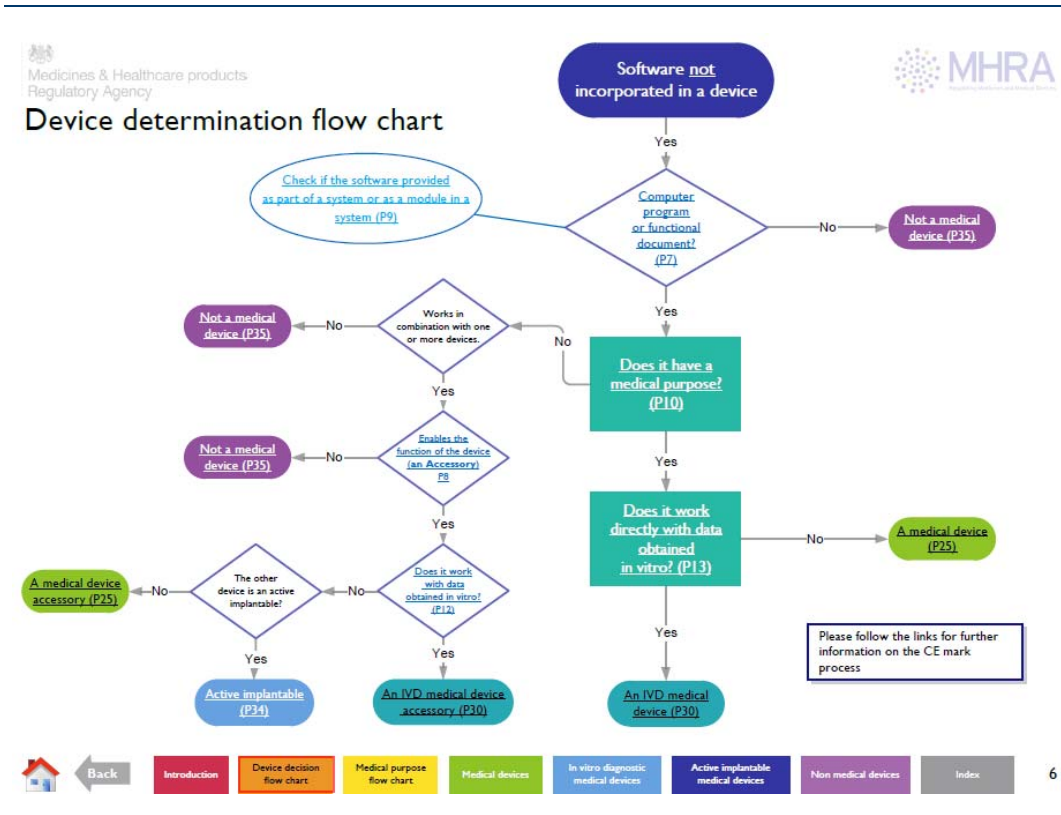 Medicines & Healthcare products
Regulatory Agency
MHRA
Device determination flow chart
Software not
incorporated in a device
Yes
Check if the software provided
as part of a system or as a module in a
system (P9)
Computer
program
or functional
document?
(P7)
No
Not a medical
device (P35)
Yes
Not a medical
device (P35)
No
Works in
combination with one
or more devices.
No
Does it have a
medical purpose?
(P10)
Yes
Not a medical
device (P35)
No
Enables the
function of the device
(an Accessory)
P8
Yes
Does it work
directly with data
obtained
in vitro? (P13)
No
A medical device
(P25)
Yes
A medical device
accessory (P25)
No
The other
device is an active
implantable?
No
Does it work
with data
obtained in vitro?
(P12)
Yes
Yes
Yes
Please follow the links for further
information on the CE mark
process
Active implantable
(P34)
An IVD medical device
accessory (P30)
An IVD medical
device (P30)
Back
Introduction
Device decision
flow chart
Medical purpose
flow chart
Medical devices
In vitro diagnostic
medical devices
Active implantable
medical devices
Non medical devices
Index
6